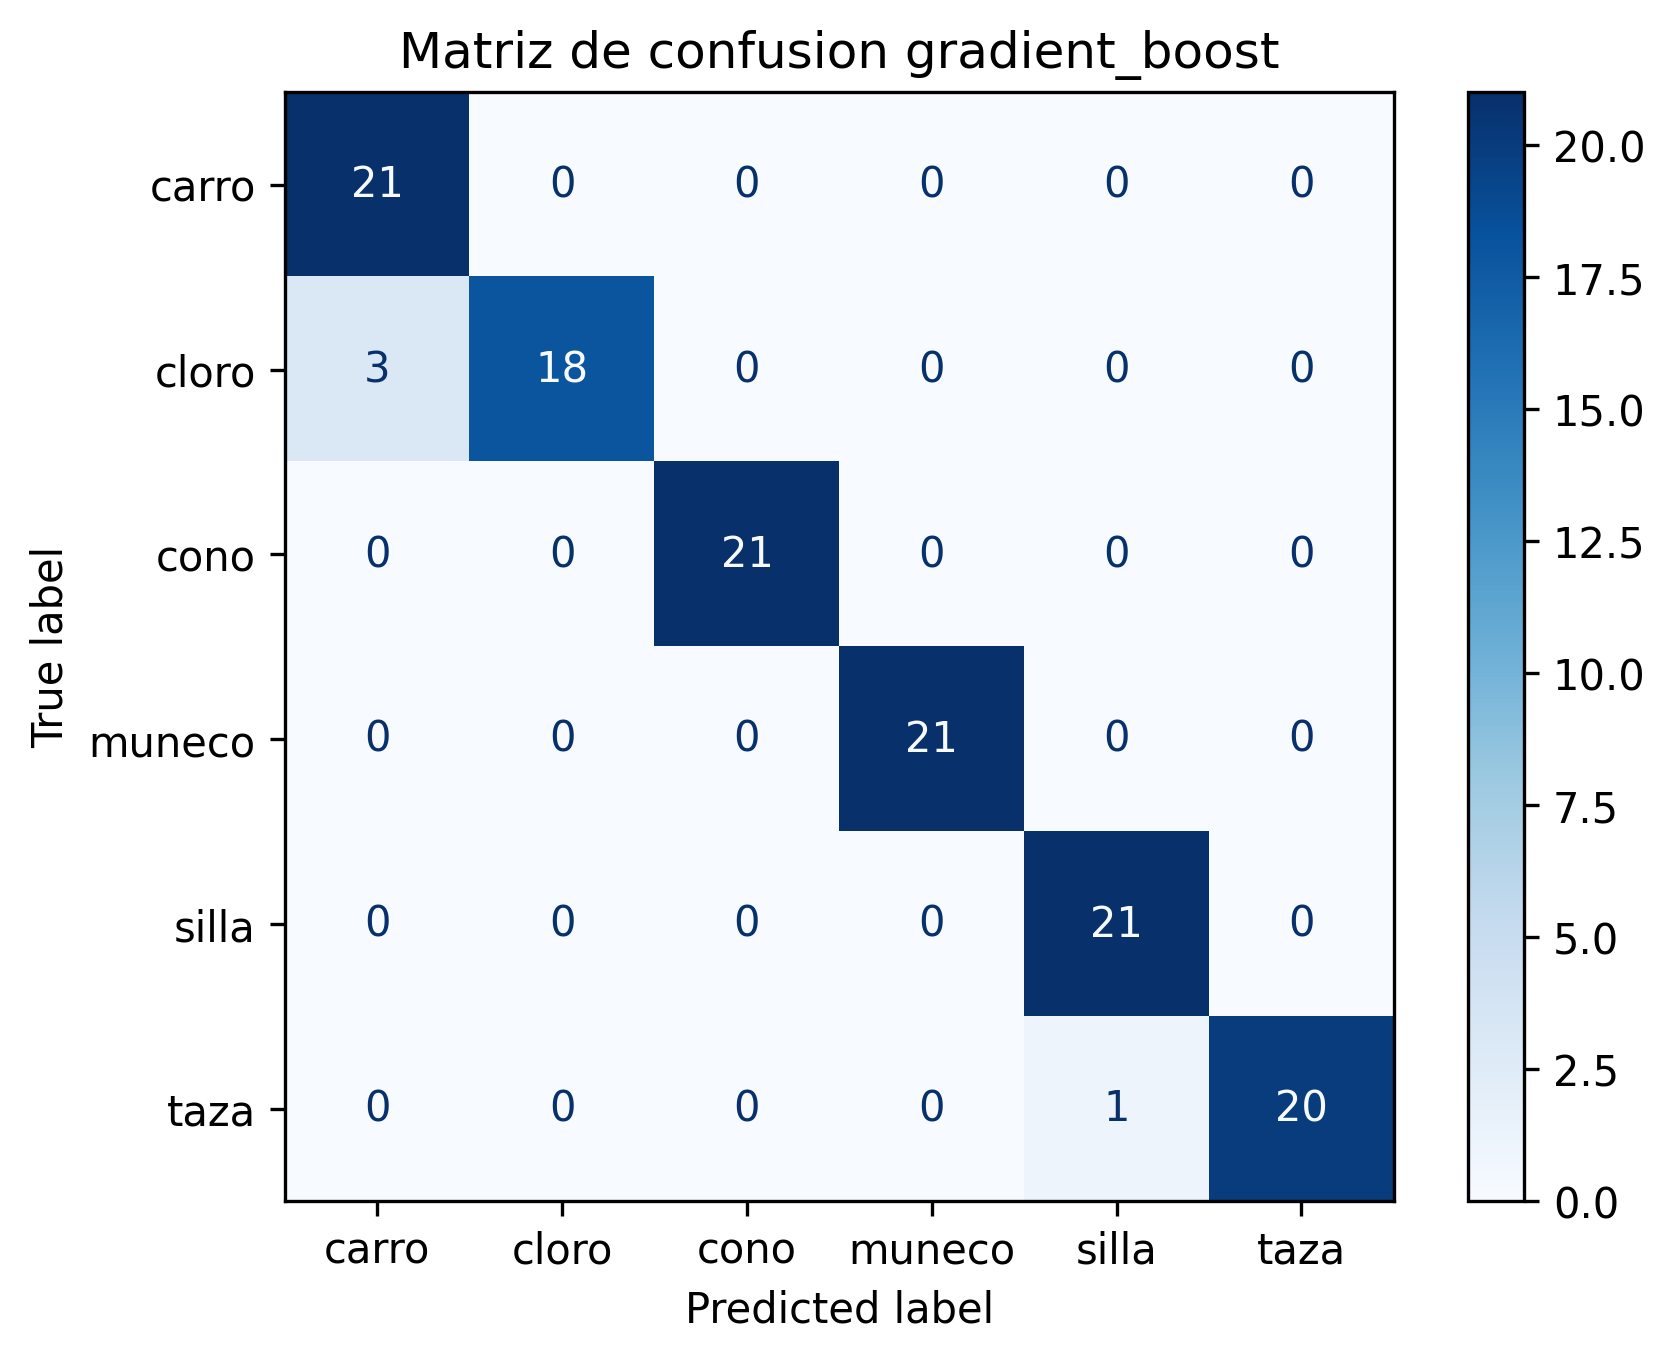 Matriz de confusion gradient_boost
carro 21 0 0 0 0 0
cloro 3 18 0 0 0 0
cono 0 0 21 0 0 0
muneco 0 0 0 21 0 0
silla 0 0 0 0 21 0
taza 0 0 0 0 1 20
carro cloro cono muneco silla taza
Predicted label
True label
20.0
17.5
15.0
12.5
10.0
7.5
5.0
2.5
0.0